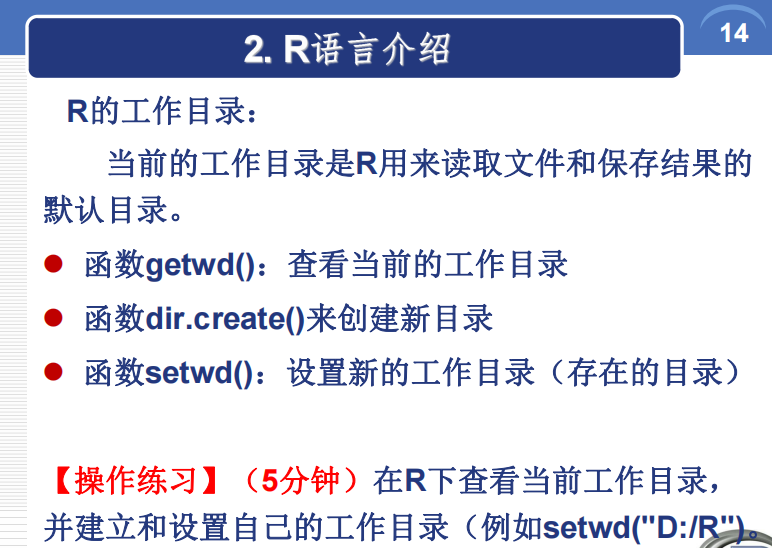 14
2. R语言介绍
R的工作目录：
当前的工作目录是R用来读取文件和保存结果的
默认目录。
● 函数getwd()：查看当前的工作目录
● 函数dir.create()来创建新目录
● 函数setwd()：设置新的工作目录（存在的目录）
【操作练习】（5分钟）在R下查看当前工作目录，
并建立和设置自己的工作目录（例如setwd("D:/R")。